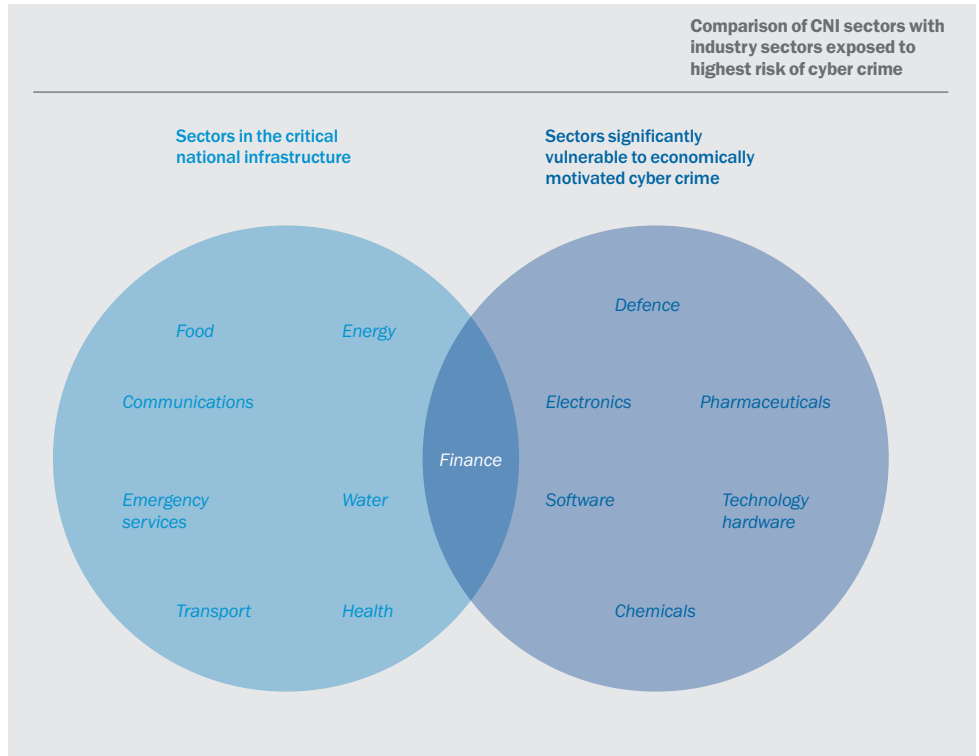 Comparison of CNI sectors with
industry sectors exposed to
highest risk of cyber crime
Sectors in the critical
national infrastructure
Sectors significantly
vulnerable to economically
motivated cyber crime
Food
Energy
Communications
Emergency
services
Water
Transport
Health
Finance
Defence
Electronics
Pharmaceuticals
Software
Technology
hardware
Chemicals